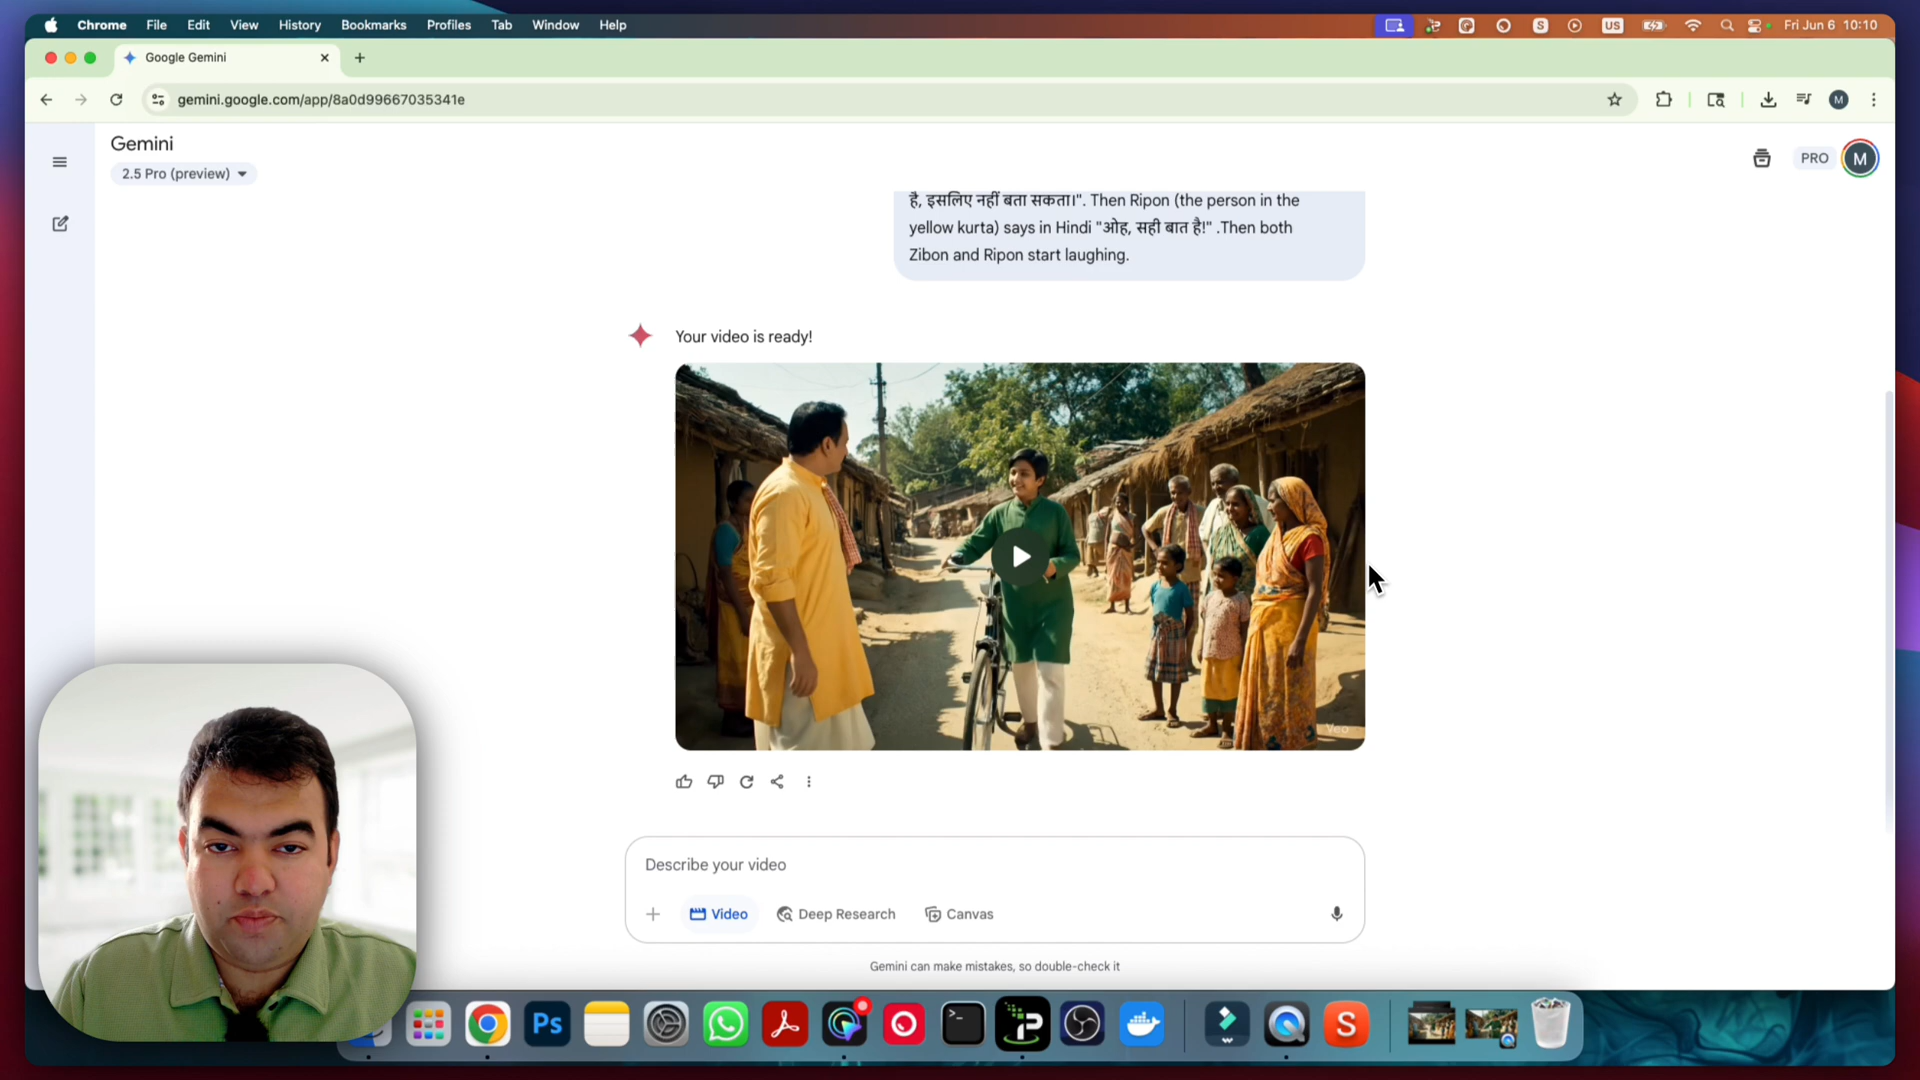 Chrome File Edit View History Bookmarks Profiles Tab Window Help
S US Fri Jun 6 10:10
Google Gemini
gemini.google.com/app/8a0d99667035341e
M
Gemini
2.5 Pro (preview)
PRO M
है, इसलिए नहीं बता सकता।". Then Ripon (the person in the
yellow kurta) says in Hindi "ओह, सही बात है!" .Then both
Zibon and Ripon start laughing.
Your video is ready!
Veo
Describe your video
Video Deep Research Canvas
Gemini can make mistakes, so double-check it
Ps
S